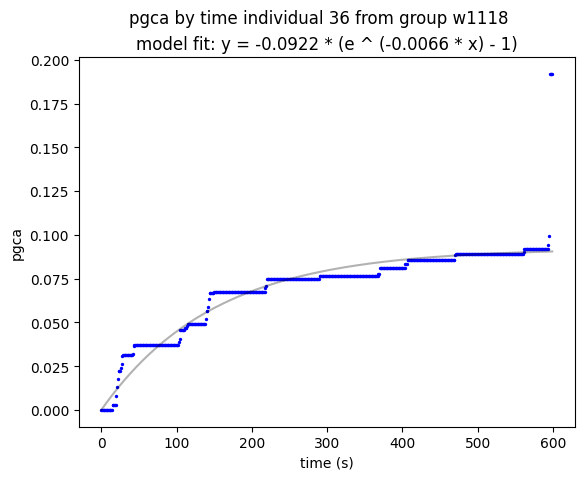 pgca by time individual 36 from group w1118
model fit: y = -0.0922 * (e ^ (-0.0066 * x) - 1)
0.200
0.175
0.150
0.125
0.100
0.075
0.050
0.025
0.000
pgca
0 100 200 300 400 500 600
time (s)